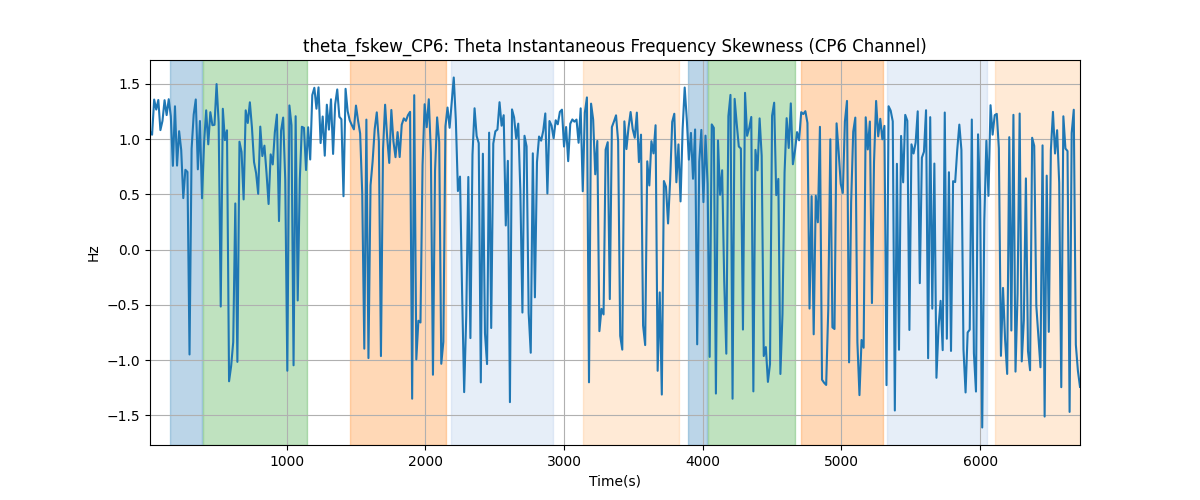 theta_fskew_CP6: Theta Instantaneous Frequency Skewness (CP6 Channel)
1.5
1.0
0.5
0.0
−0.5
−1.0
−1.5
Hz
1000 2000 3000 4000 5000 6000
Time(s)